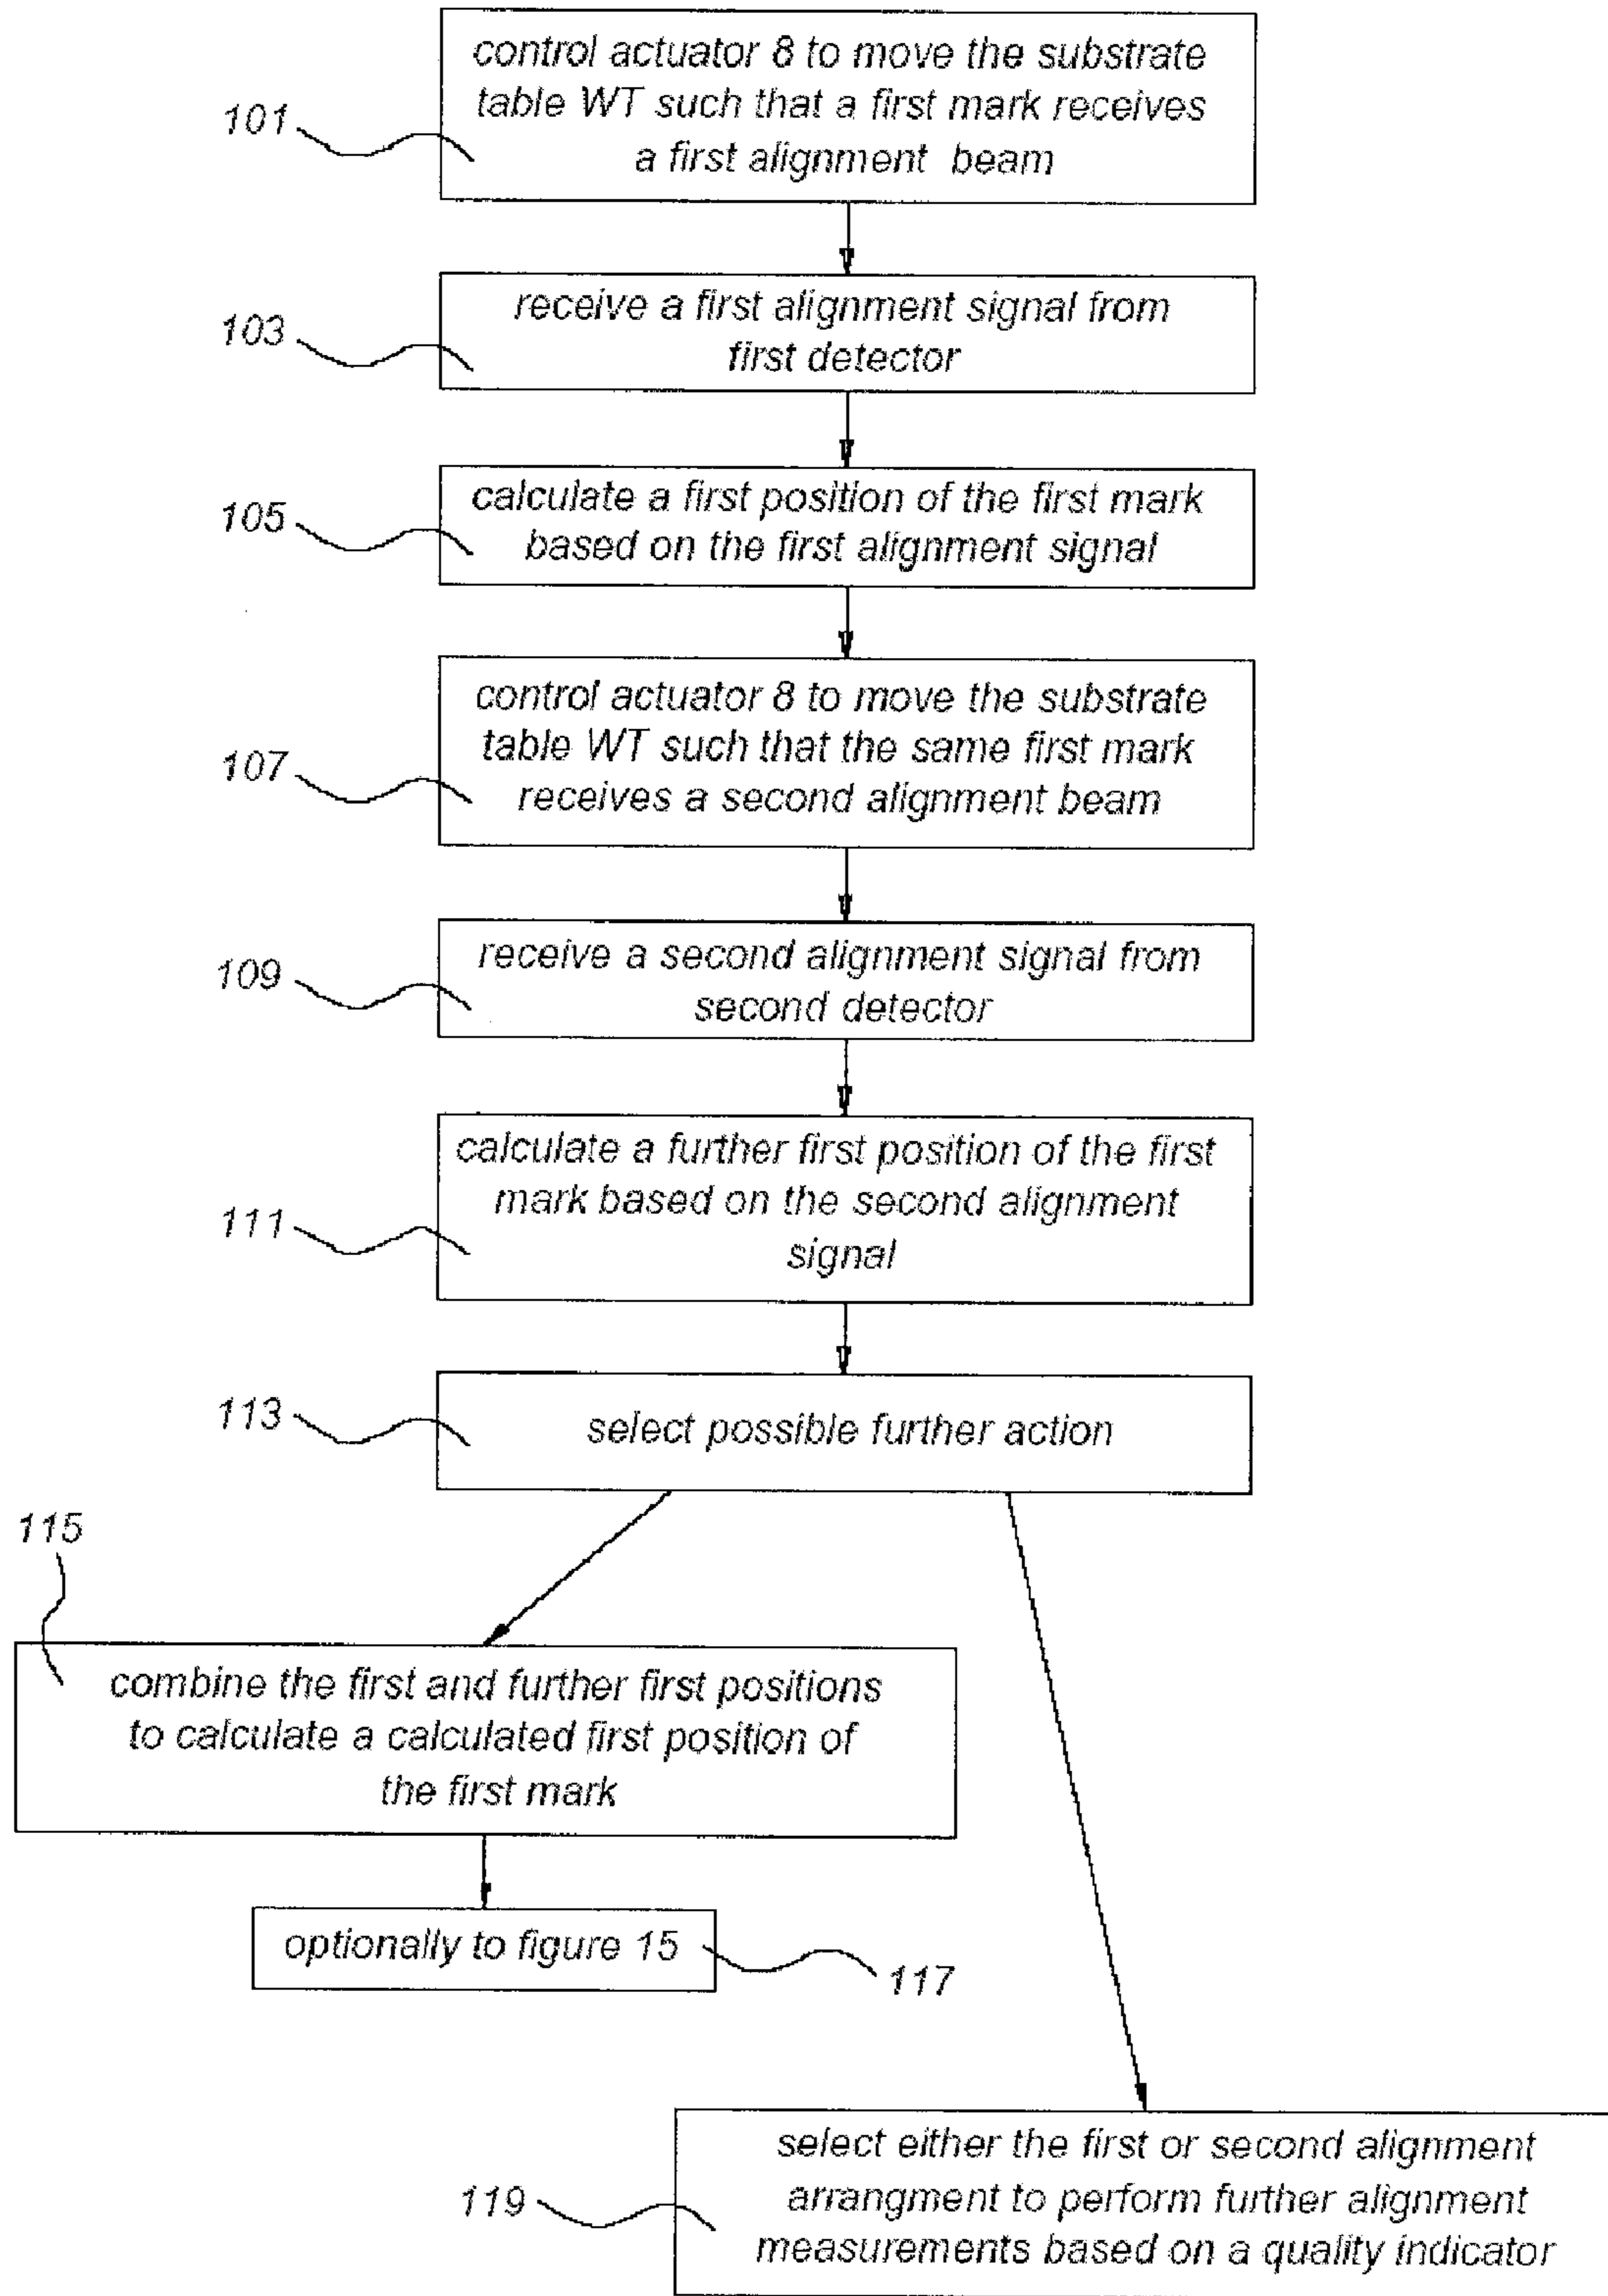 control actuator 8 to move the substrate
table WT such that a first mark receives
a first alignment beam
101
receive a first alignment signal from
first detector
103
calculate a first position of the first mark
based on the first alignment signal
105
control actuator 8 to move the substrate
table WT such that the same first mark
receives a second alignment beam
107
receive a second alignment signal from
second detector
109
calculate a further first position of the first
mark based on the second alignment
signal
111
select possible further action
113
115
combine the first and further first positions
to calculate a calculated first position of
the first mark
optionally to figure 15
117
select either the first or second alignment
arrangment to perform further alignment
measurements based on a quality indicator
119